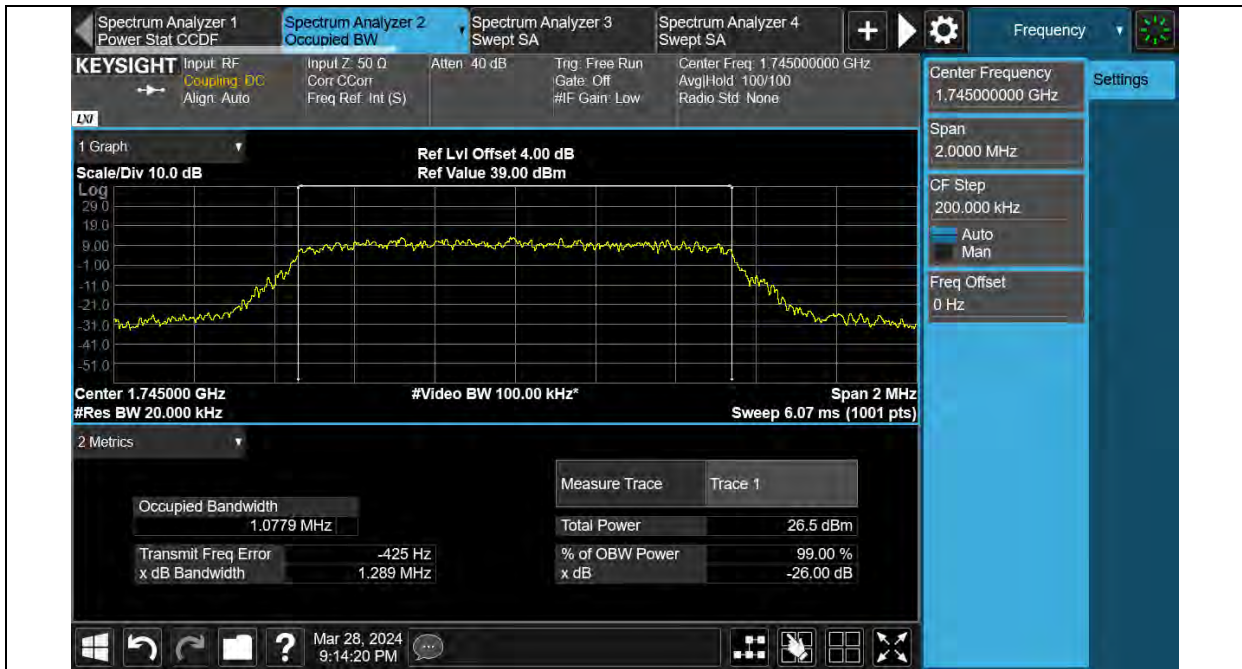 Spectrum Analyzer 1
Power Stat CCDF
Spectrum Analyzer 2
Occupied BW
Spectrum Analyzer 3
Swept SA
Spectrum Analyzer 4
Swept SA
+
Frequency
KEYSIGHT
LXI
Input: RF
Coupling: DC
Align: Auto
Input Z: 50 Ω
Corr CCorr
Freq Ref: Int (S)
Atten: 40 dB
Trig: Free Run
Gate: Off
#IF Gain: Low
Center Freq: 1.745000000 GHz
Avg|Hold: 100/100
Radio Std: None
Center Frequency
1.745000000 GHz
Settings
Span
2.0000 MHz
CF Step
200.000 kHz
Auto
Man
Freq Offset
0 Hz
1 Graph
Scale/Div 10.0 dB
Ref Lvl Offset 4.00 dB
Ref Value 39.00 dBm
Log
29.0
19.0
9.00
-1.00
-11.0
-21.0
-31.0
-41.0
-51.0
Center 1.745000 GHz
#Video BW 100.00 kHz*
Span 2 MHz
#Res BW 20.000 kHz
Sweep 6.07 ms (1001 pts)
2 Metrics
Measure Trace
Trace 1
Occupied Bandwidth
1.0779 MHz
Total Power
26.5 dBm
Transmit Freq Error
-425 Hz
% of OBW Power
99.00 %
x dB Bandwidth
1.289 MHz
x dB
-26.00 dB
?
Mar 28, 2024
9:14:20 PM